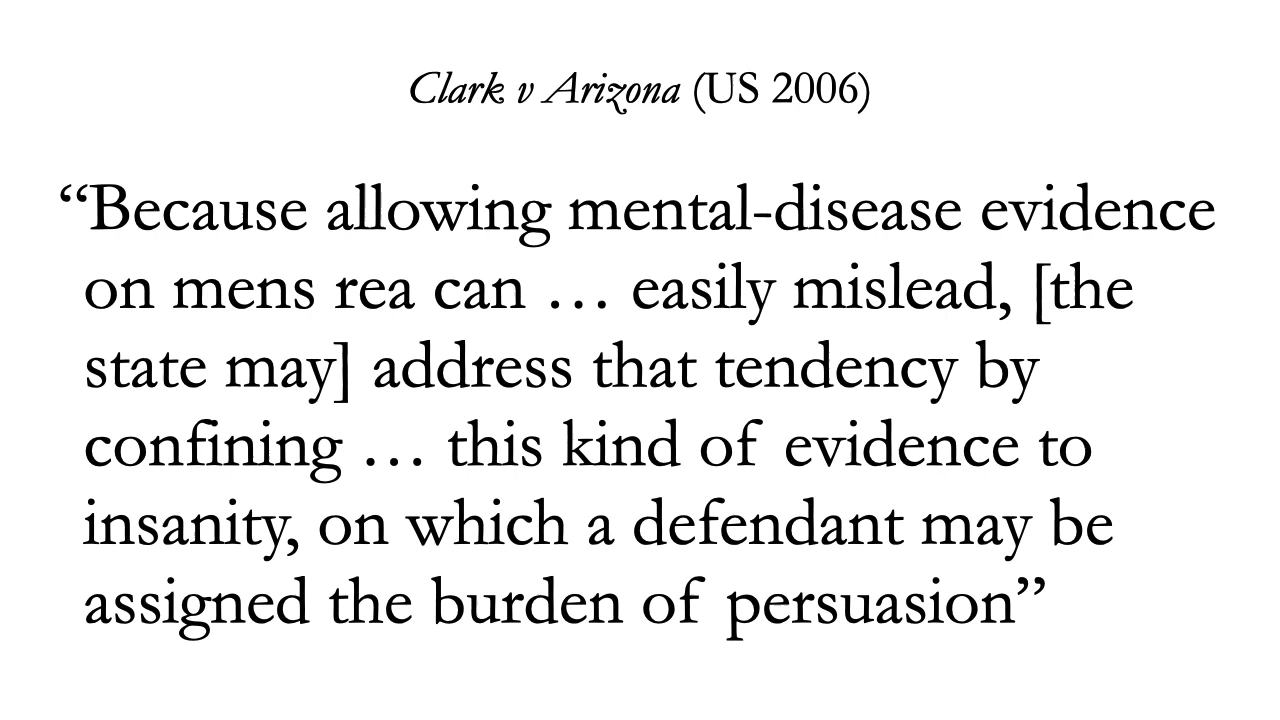 Clark v Arizona (US 2006)
“Because allowing mental-disease evidence
on mens rea can … easily mislead, [the
state may] address that tendency by
confining … this kind of evidence to
insanity, on which a defendant may be
assigned the burden of persuasion”